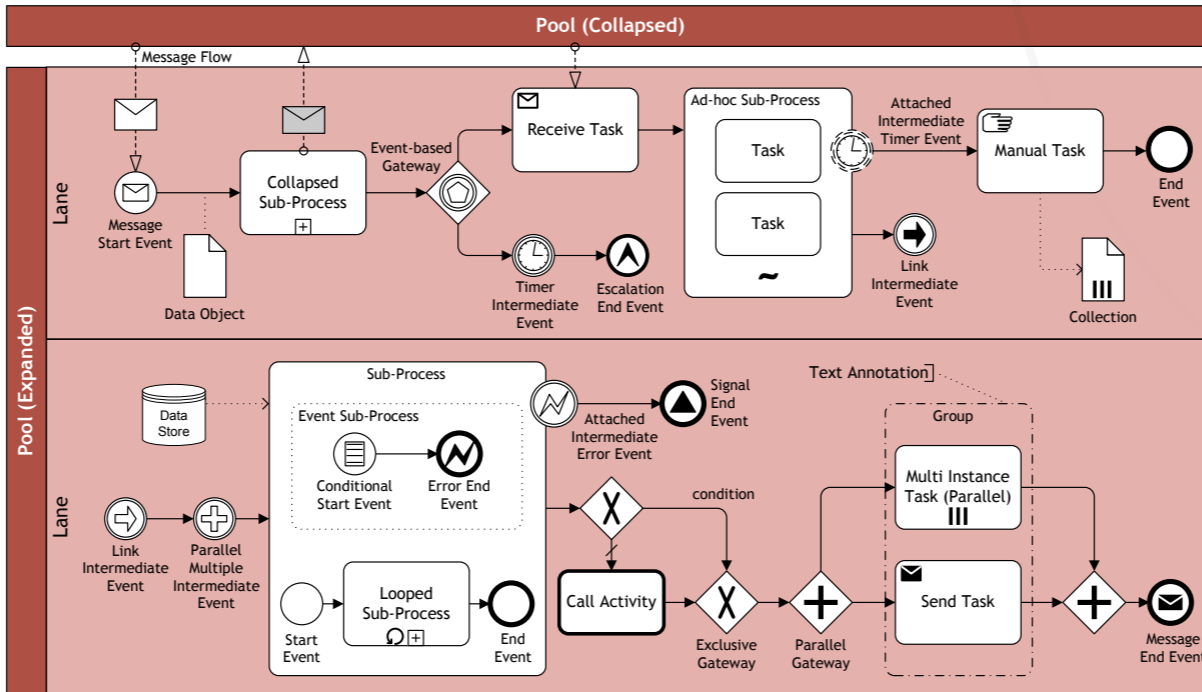 Pool (Collapsed)
Pool (Expanded)
Lane
Message Flow
Message
Start Event
Data Object
Collapsed
Sub-Process
Event-based
Gateway
Receive Task
Timer
Intermediate
Event
Escalation
End Event
Ad-hoc Sub-Process
Task
Task
Attached
Intermediate
Timer Event
Link
Intermediate
Event
Manual Task
Collection
End
Event
Lane
Data
Store
Link
Intermediate
Event
Parallel
Multiple
Intermediate
Event
Sub-Process
Event Sub-Process
Conditional
Start Event
Error End
Event
Start
Event
Looped
Sub-Process
End
Event
Attached
Intermediate
Error Event
Signal
End
Event
condition
Call Activity
Exclusive
Gateway
Parallel
Gateway
Text Annotation
Group
Multi Instance
Task (Parallel)
Send Task
Message
End Event